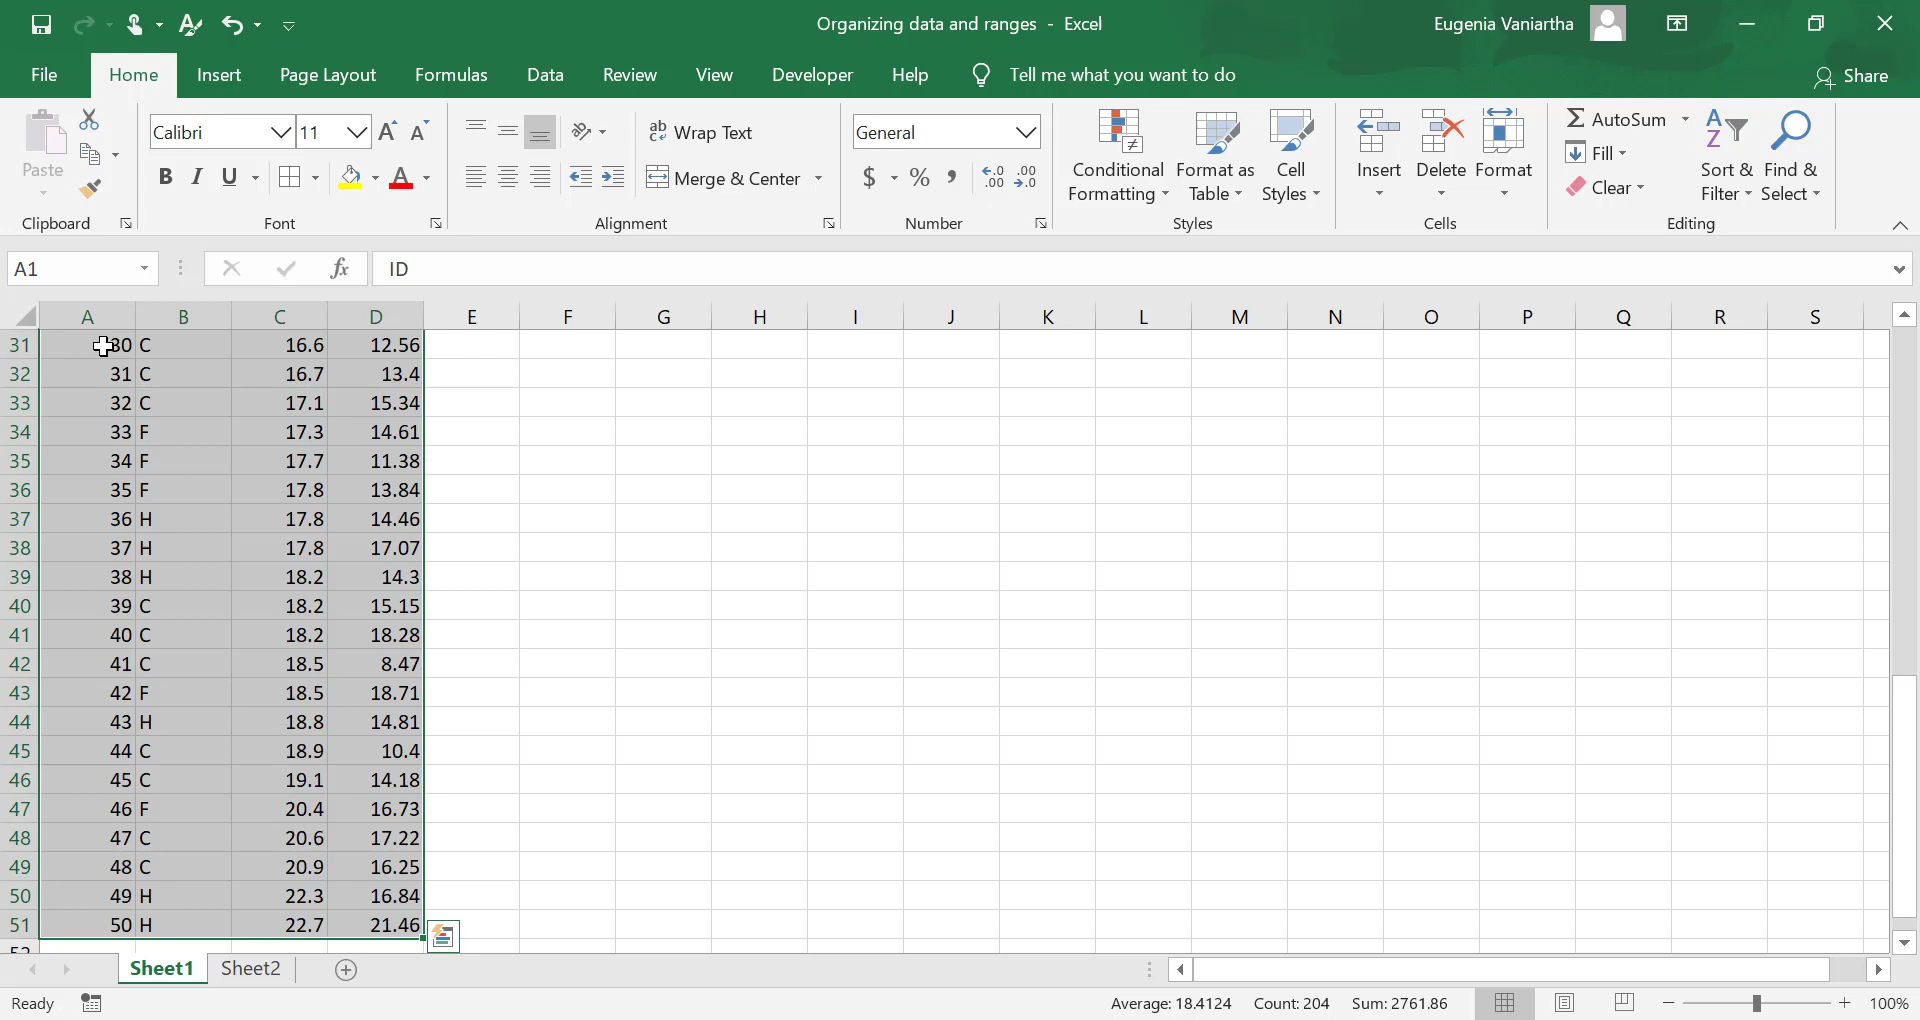 Organizing data and ranges - Excel
Eugenia Vaniartha
File Home Insert Page Layout Formulas Data Review View Developer Help Tell me what you want to do Share
Paste
Clipboard
Calibri 11 A A
B I U A
Font
ab c Wrap Text
Merge & Center
Alignment
General
$ % , .0 .00 .00 .0
Number
Conditional Formatting
Format as Table
Cell Styles
Styles
Insert Delete Format
Cells
Σ AutoSum
Fill
Clear
Sort & Filter
Find & Select
Editing
A1 fx ID
A B C D E F G H I J K L M N O P Q R S
31 30 C 16.6 12.56
32 31 C 16.7 13.4
33 32 C 17.1 15.34
34 33 F 17.3 14.61
35 34 F 17.7 11.38
36 35 F 17.8 13.84
37 36 H 17.8 14.46
38 37 H 17.8 17.07
39 38 H 18.2 14.3
40 39 C 18.2 15.15
41 40 C 18.2 18.28
42 41 C 18.5 8.47
43 42 F 18.5 18.71
44 43 H 18.8 14.81
45 44 C 18.9 10.4
46 45 C 19.1 14.18
47 46 F 20.4 16.73
48 47 C 20.6 17.22
49 48 C 20.9 16.25
50 49 H 22.3 16.84
51 50 H 22.7 21.46
Sheet1 Sheet2
Ready Average: 18.4124 Count: 204 Sum: 2761.86 100%